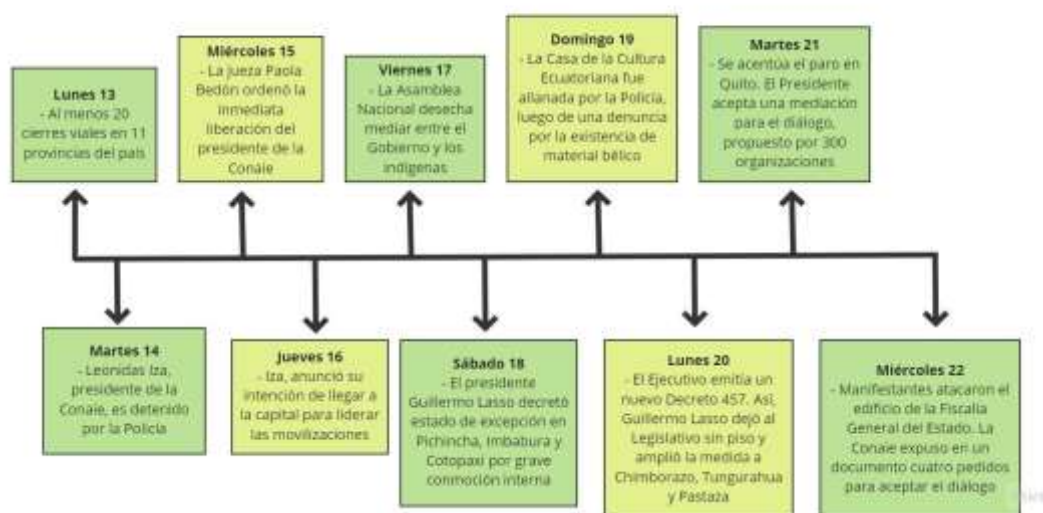 Lunes 13
- Al menos 20
cierres viales en 11
provincias del país
Miércoles 15
- La jueza Paola
Bedón ordenó la
inmediata
liberación del
presidente de la
Conaie
Viernes 17
- La Asamblea
Nacional desecha
mediar entre el
Gobierno y los
indígenas
Domingo 19
- La Casa de la Cultura
Ecuatoriana fue
allanada por la Policía,
luego de una denuncia
por la existencia de
material bélico
Martes 21
- Se acentúa el paro en
Quito. El Presidente
acepta una mediación
para el diálogo,
propuesto por 300
organizaciones
Martes 14
- Leonidas Iza,
presidente de la
Conaie, es detenido
por la Policía
Jueves 16
- Iza, anunció su
intención de llegar a
la capital para liderar
las movilizaciones
Sábado 18
- El presidente
Guillermo Lasso decretó
estado de excepción en
Pichincha, Imbabura y
Cotopaxi por grave
conmoción interna
Lunes 20
- El Ejecutivo emitía un
nuevo Decreto 457. Así,
Guillermo Lasso dejó al
Legislativo sin piso y
amplió la medida a
Chimborazo, Tungurahua
y Pastaza
Miércoles 22
- Manifestantes atacaron el
edificio de la Fiscalía
General del Estado. La
Conaie expuso en un
documento cuatro pedidos
para aceptar el diálogo